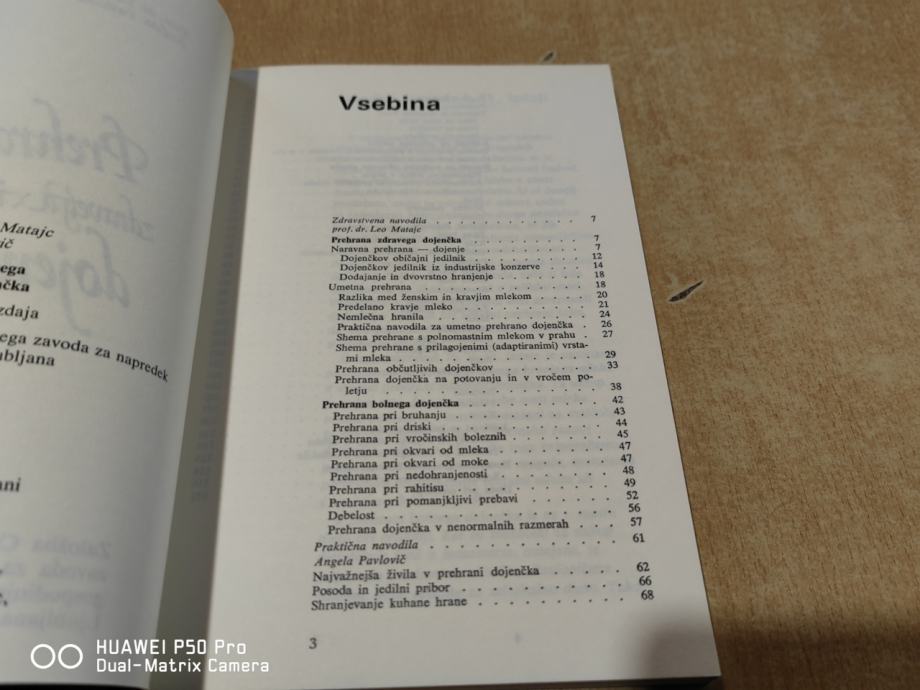 Matajc
ič
ega
čka
zdaja
ega zavoda za napredek
ubljana
ani
Vsebina
Zdravstvena navodila . . . . . . . . . . . 7
prof. dr. Leo Matajc
Prehrana zdravega dojenčka . . . . . . . . 7
Naravna prehrana — dojenje . . . . . . . . 7
Dojenčkov običajni jedilnik . . . . . . . . 12
Dojenčkov jedilnik iz industrijske konzerve . . . . 14
Dodajanje in dvovrstno hranjenje . . . . . . 18
Umetna prehrana . . . . . . . . . . . 18
Razlika med ženskim in kravjim mlekom . . . . 20
Predelano kravje mleko . . . . . . . . . 21
Nemlečna hranila . . . . . . . . . . . 24
Praktična navodila za umetno prehrano dojenčka . 26
Shema prehrane s polnomastnim mlekom v prahu . 27
Shema prehrane s prilagojenimi (adaptiranimi) vrsta-
mi mleka . . . . . . . . . . . . . 29
Prehrana občutljivih dojenčkov . . . . . . . 33
Prehrana dojenčka na potovanju in v vročem po-
letju . . . . . . . . . . . . . . 38
Prehrana bolnega dojenčka . . . . . . . . 42
Prehrana pri bruhanju . . . . . . . . . 43
Prehrana pri driski . . . . . . . . . . 44
Prehrana pri vročinskih boleznih . . . . . . 45
Prehrana pri okvari od mleka . . . . . . . 47
Prehrana pri okvari od moke . . . . . . . 47
Prehrana pri nedohranjenosti . . . . . . . 48
Prehrana pri rahitisu . . . . . . . . . 49
Prehrana pri pomanjkljivi prebavi . . . . . . 52
Debelost . . . . . . . . . . . . . 56
Prehrana dojenčka v nenormalnih razmerah . . . 57
Praktična navodila . . . . . . . . . . . 61
Angela Pavlovič
Najvažnejša živila v prehrani dojenčka . . . . . 62
Posoda in jedilni pribor . . . . . . . . . 66
Shranjevanje kuhane hrane . . . . . . . . 68
3
HUAWEI P50 Pro
Dual-Matrix Camera